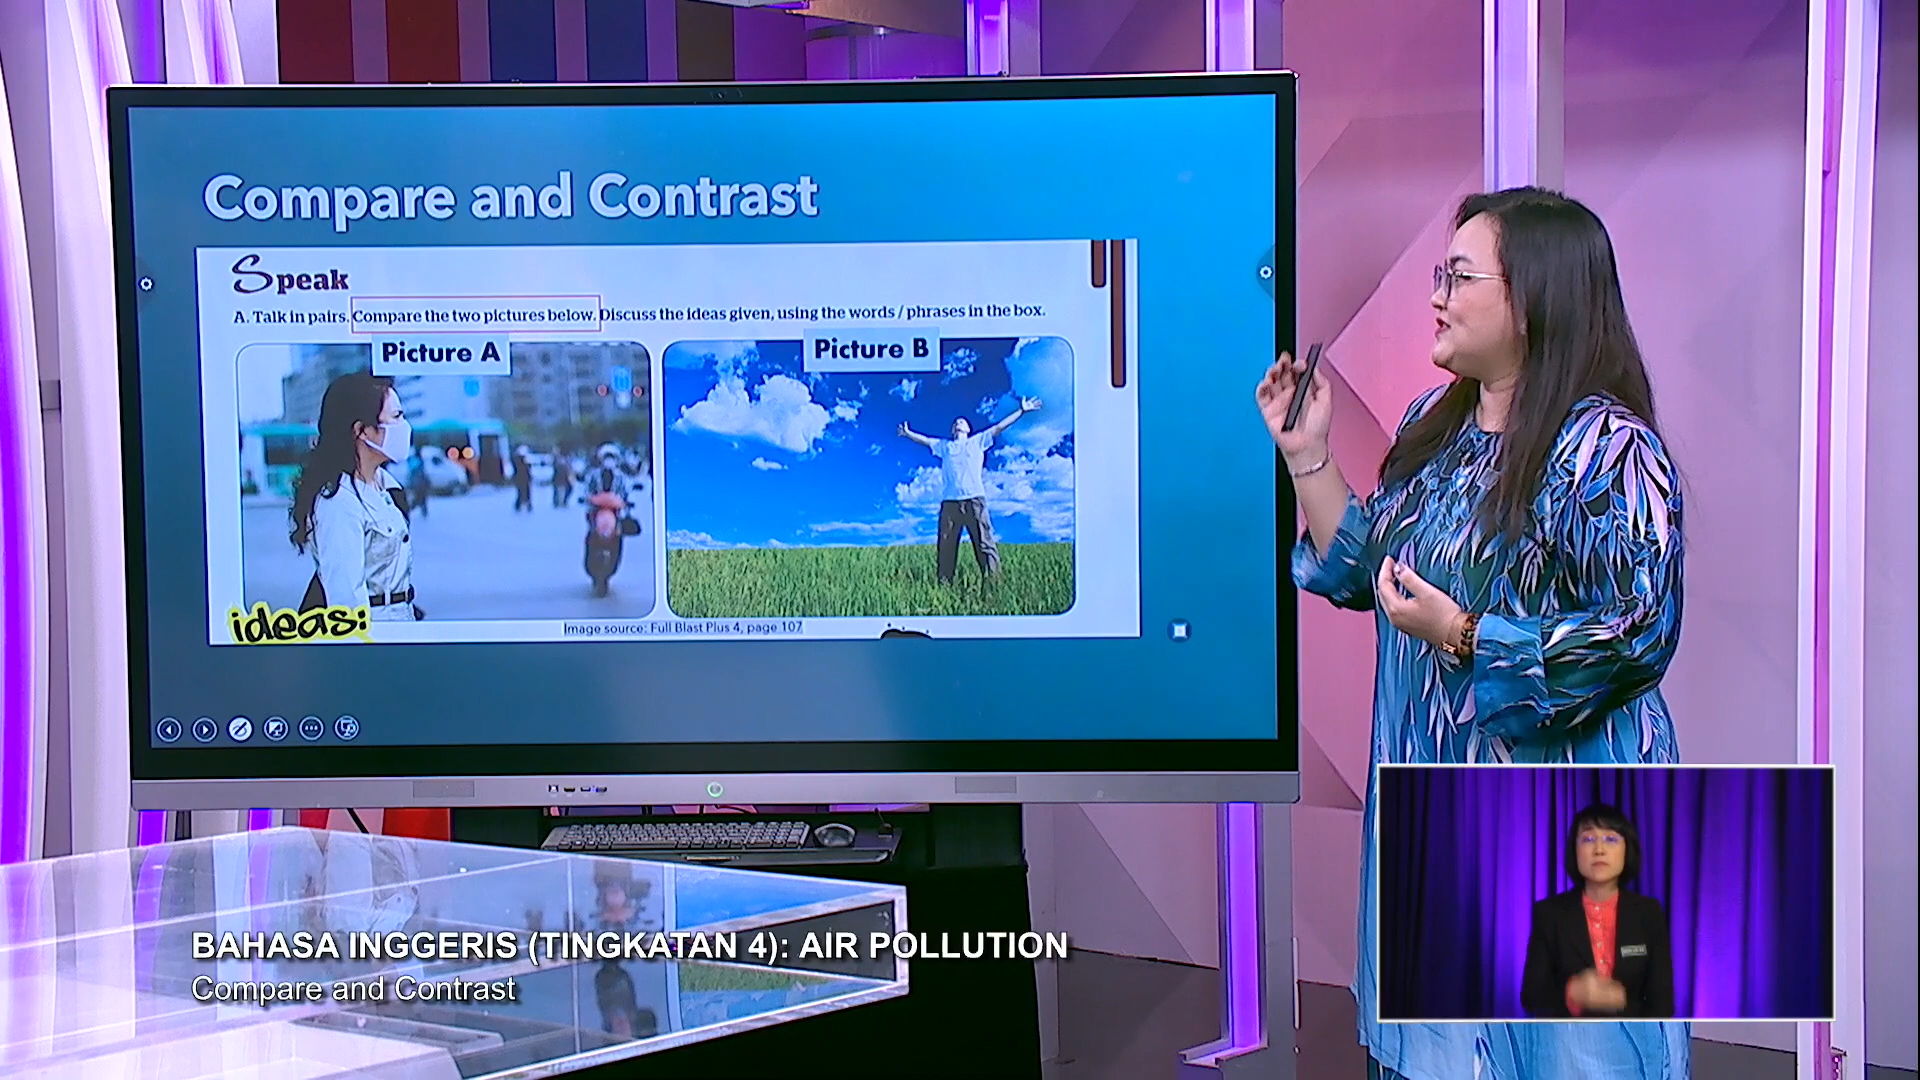 Compare and Contrast
Speak
A. Talk in pairs. Compare the two pictures below. Discuss the ideas given, using the words / phrases in the box.
Picture A
Picture B
ideas:
Image source: Full Blast Plus 4, page 107
BAHASA INGGERIS (TINGKATAN 4): AIR POLLUTION
Compare and Contrast